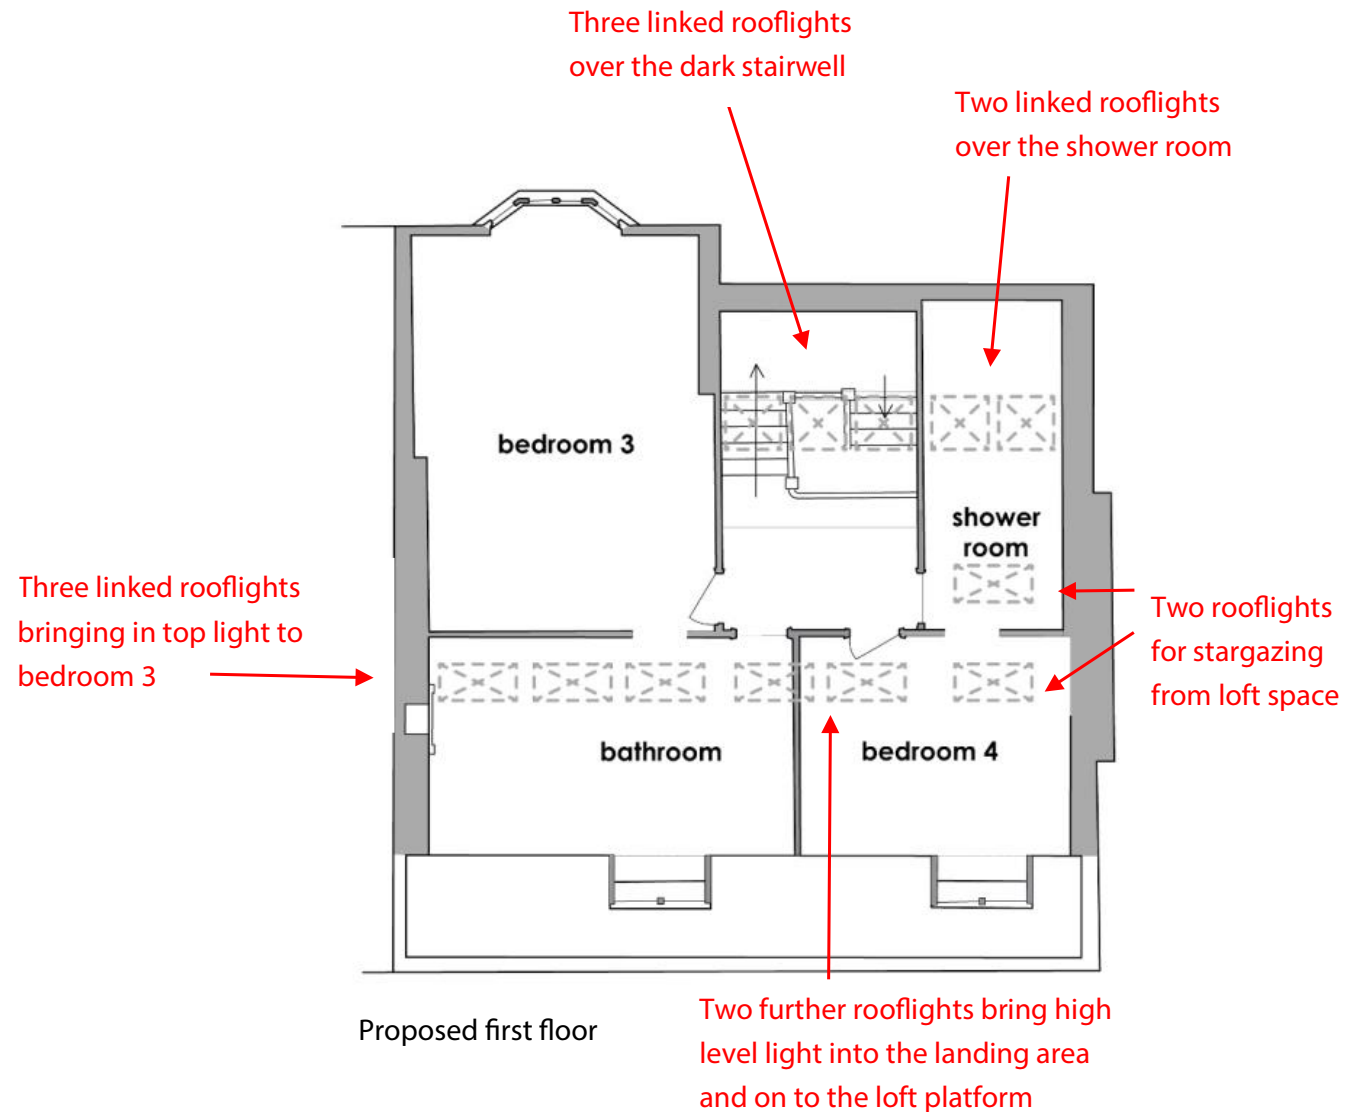 Three linked rooflights
over the dark stairwell
Two linked rooflights
over the shower room
bedroom 3
shower
room
Three linked rooflights
bringing in top light to
bedroom 3
Two rooflights
for stargazing
from loft space
bathroom
bedroom 4
Proposed first floor
Two further rooflights bring high
level light into the landing area
and on to the loft platform